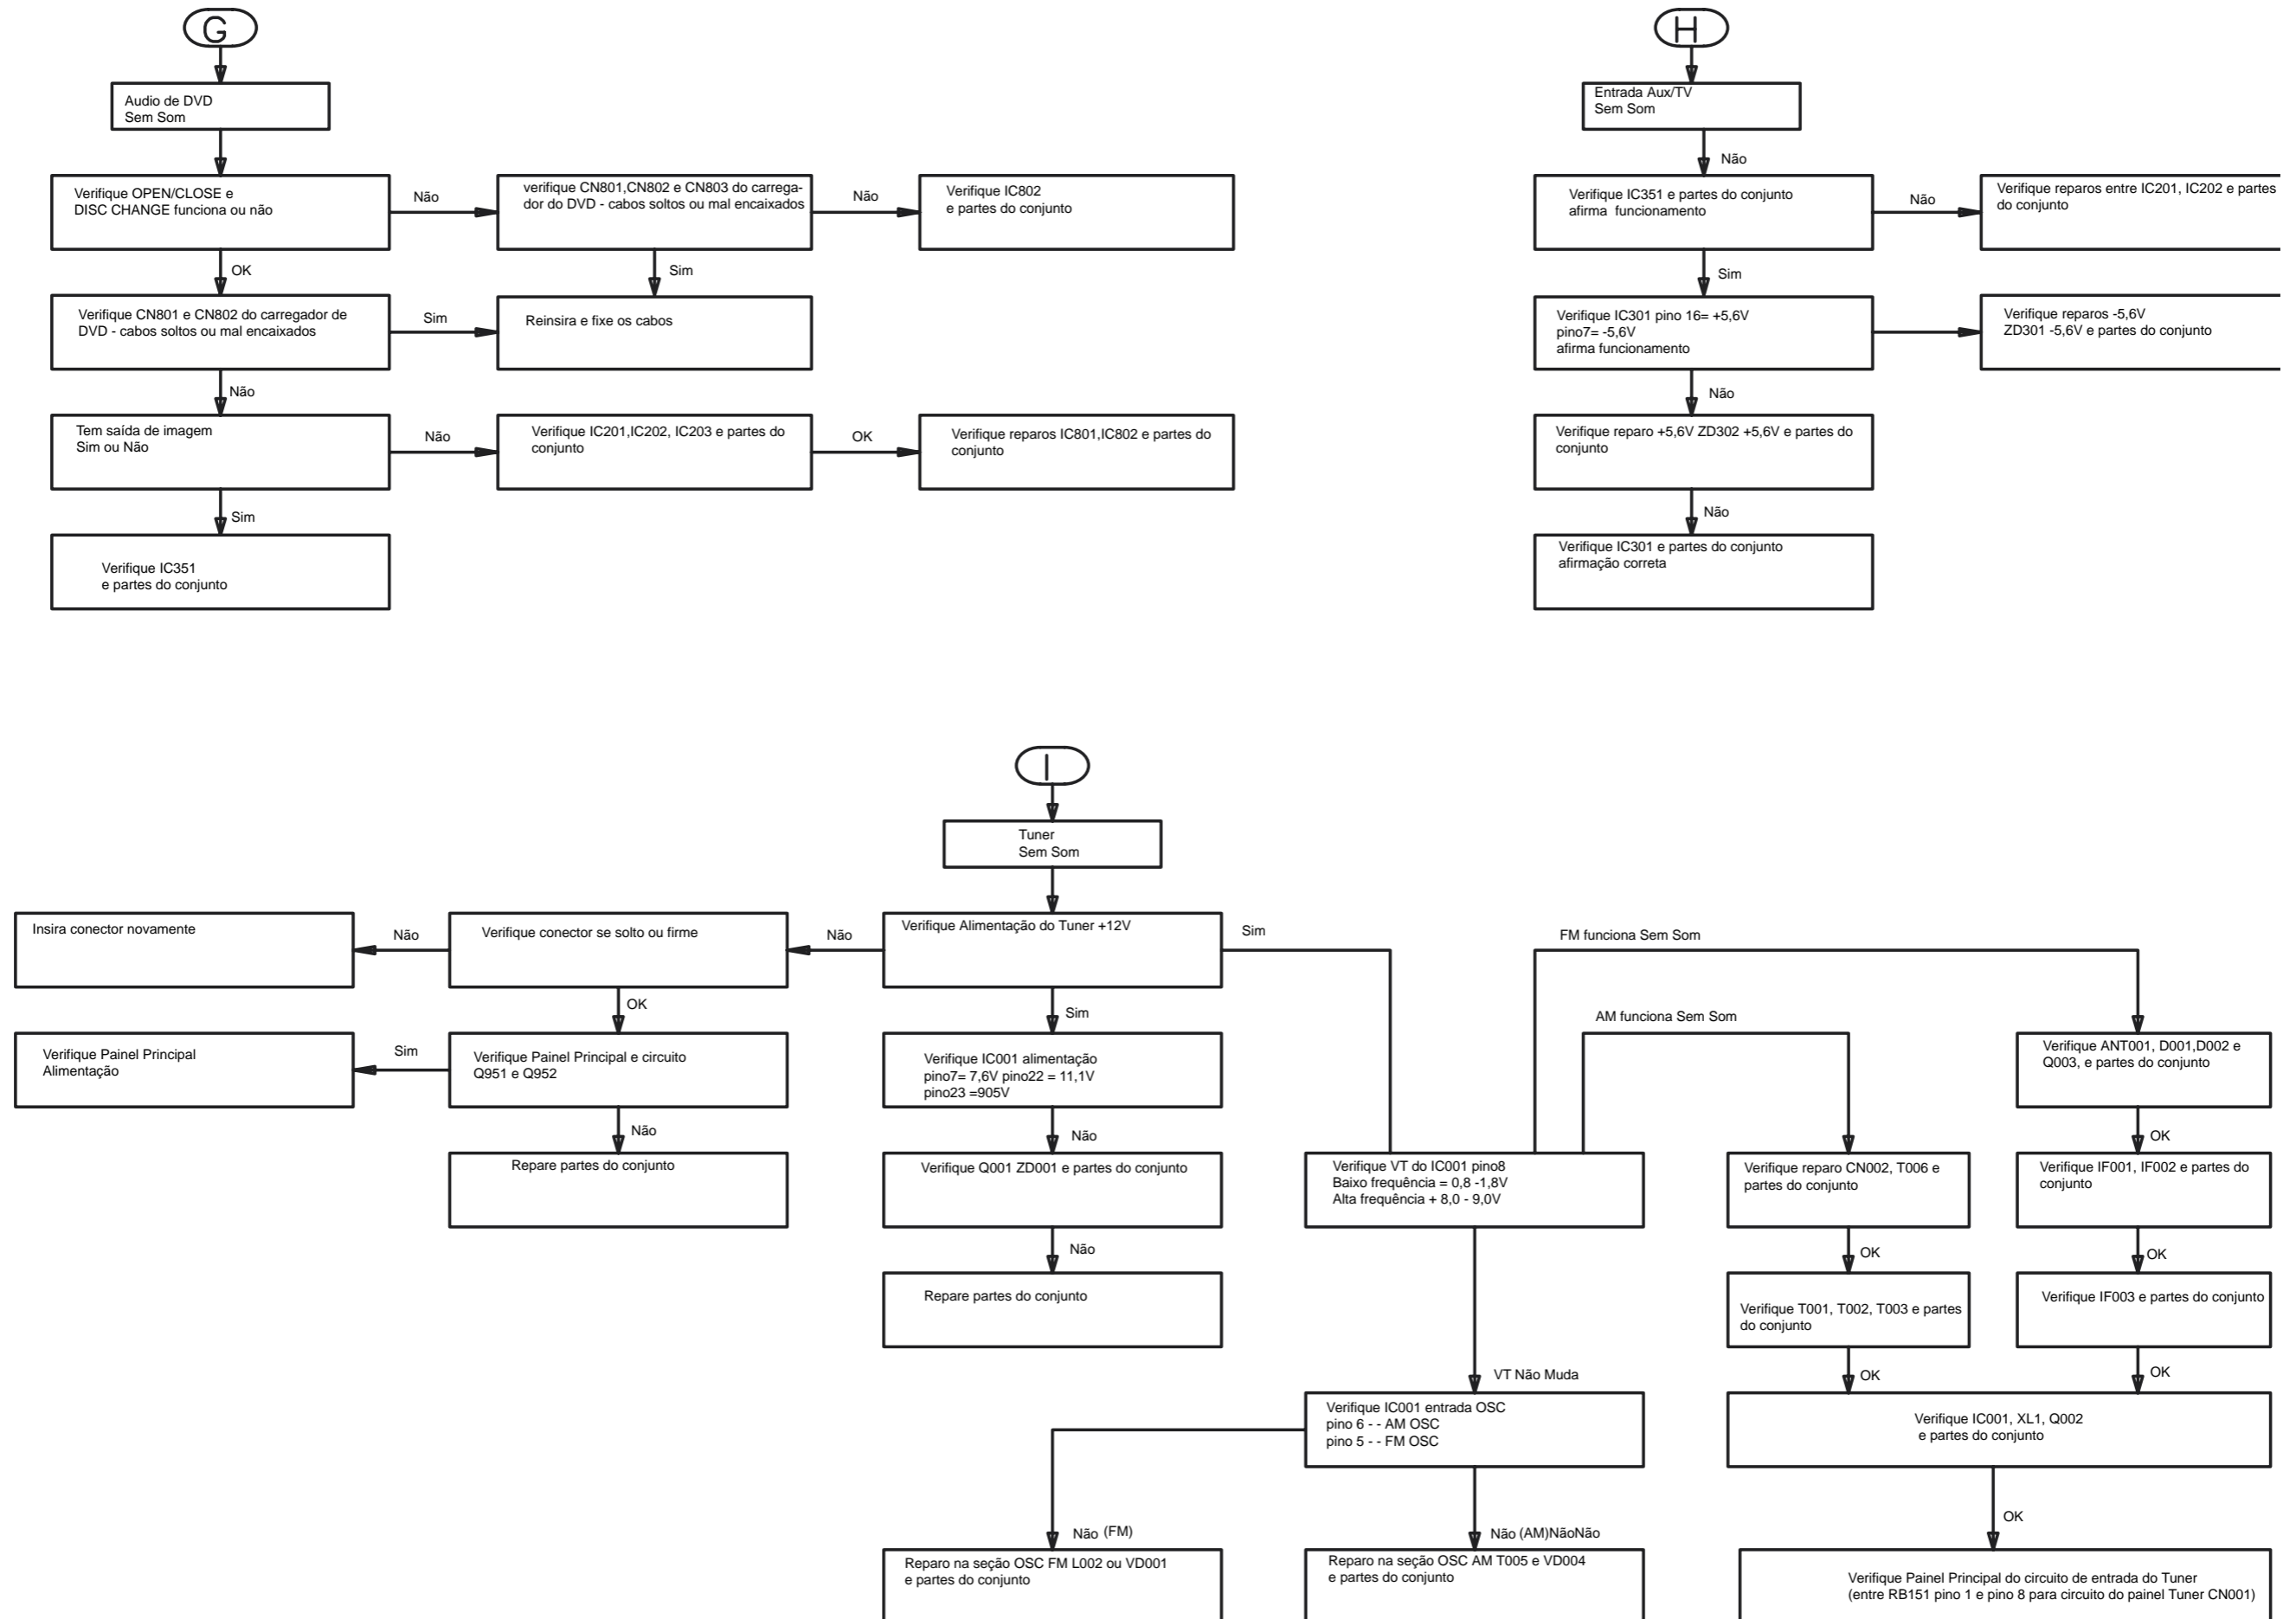 G
Audio de DVD
Sem Som
Verifique OPEN/CLOSE e
DISC CHANGE funciona ou não
Não
verifique CN801,CN802 e CN803 do carrega-
dor do DVD - cabos soltos ou mal encaixados
Não
Verifique IC802
e partes do conjunto
OK
Sim
Verifique CN801 e CN802 do carregador de
DVD - cabos soltos ou mal encaixados
Sim
Reinsira e fixe os cabos
Não
Tem saída de imagem
Sim ou Não
Não
Verifique IC201,IC202, IC203 e partes do
conjunto
OK
Verifique reparos IC801,IC802 e partes do
conjunto
Sim
Verifique IC351
e partes do conjunto
H
Entrada Aux/TV
Sem Som
Não
Verifique IC351 e partes do conjunto
afirma  funcionamento
Não
Verifique reparos entre IC201, IC202 e partes
do conjunto
Sim
Verifique IC301 pino 16= +5,6V
pino7= -5,6V
afirma funcionamento
Verifique reparos -5,6V
ZD301 -5,6V e partes do conjunto
Não
Verifique reparo +5,6V ZD302 +5,6V e partes do
conjunto
Não
Verifique IC301 e partes do conjunto
afirmação correta
I
Tuner
Sem Som
Insira conector novamente
Não
Verifique conector se solto ou firme
Não
Verifique Alimentação do Tuner +12V
Sim
FM funciona Sem Som
OK
Sim
AM funciona Sem Som
Verifique Painel Principal
Alimentação
Sim
Verifique Painel Principal e circuito
Q951 e Q952
Verifique IC001 alimentação
pino7= 7,6V pino22 = 11,1V
pino23 =905V
Verifique ANT001, D001,D002 e
Q003, e partes do conjunto
Não
Não
OK
Repare partes do conjunto
Verifique Q001 ZD001 e partes do conjunto
Verifique VT do IC001 pino8
Baixo frequência = 0,8 -1,8V
Alta frequência + 8,0 - 9,0V
Verifique reparo CN002, T006 e
partes do conjunto
Verifique IF001, IF002 e partes do
conjunto
Não
OK
OK
Repare partes do conjunto
Verifique T001, T002, T003 e partes
do conjunto
Verifique IF003 e partes do conjunto
VT Não Muda
OK
OK
Verifique IC001 entrada OSC
pino 6 - - AM OSC
pino 5 - - FM OSC
Verifique IC001, XL1, Q002
e partes do conjunto
Não (FM)
Não (AM)NãoNão
OK
Reparo na seção OSC FM L002 ou VD001
e partes do conjunto
Reparo na seção OSC AM T005 e VD004
e partes do conjunto
Verifique Painel Principal do circuito de entrada do Tuner
(entre RB151 pino 1 e pino 8 para circuito do painel Tuner CN001)